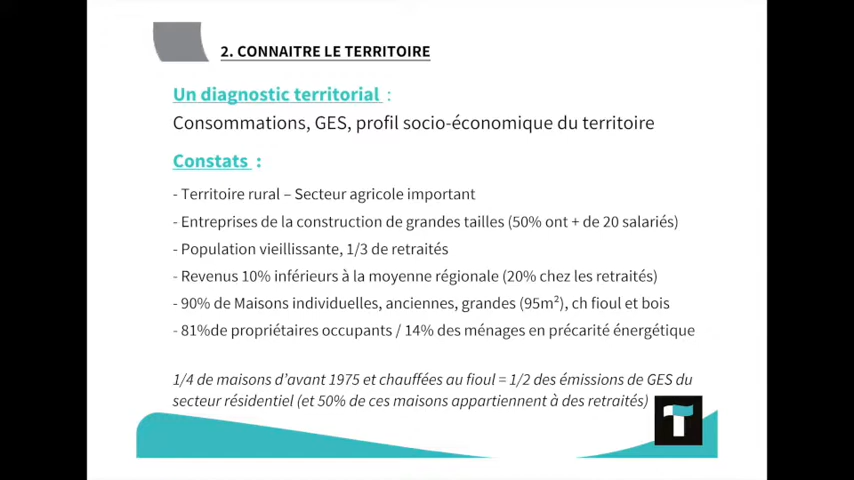 2. CONNAITRE LE TERRITOIRE
Un diagnostic territorial :
Consommations, GES, profil socio-économique du territoire
Constats :
- Territoire rural – Secteur agricole important
- Entreprises de la construction de grandes tailles (50% ont + de 20 salariés)
- Population vieillissante, 1/3 de retraités
- Revenus 10% inférieurs à la moyenne régionale (20% chez les retraités)
- 90% de Maisons individuelles, anciennes, grandes (95m²), ch fioul et bois
- 81%de propriétaires occupants / 14% des ménages en précarité énergétique
1/4 de maisons d’avant 1975 et chauffées au fioul = 1/2 des émissions de GES du
secteur résidentiel (et 50% de ces maisons appartiennent à des retraités)
T